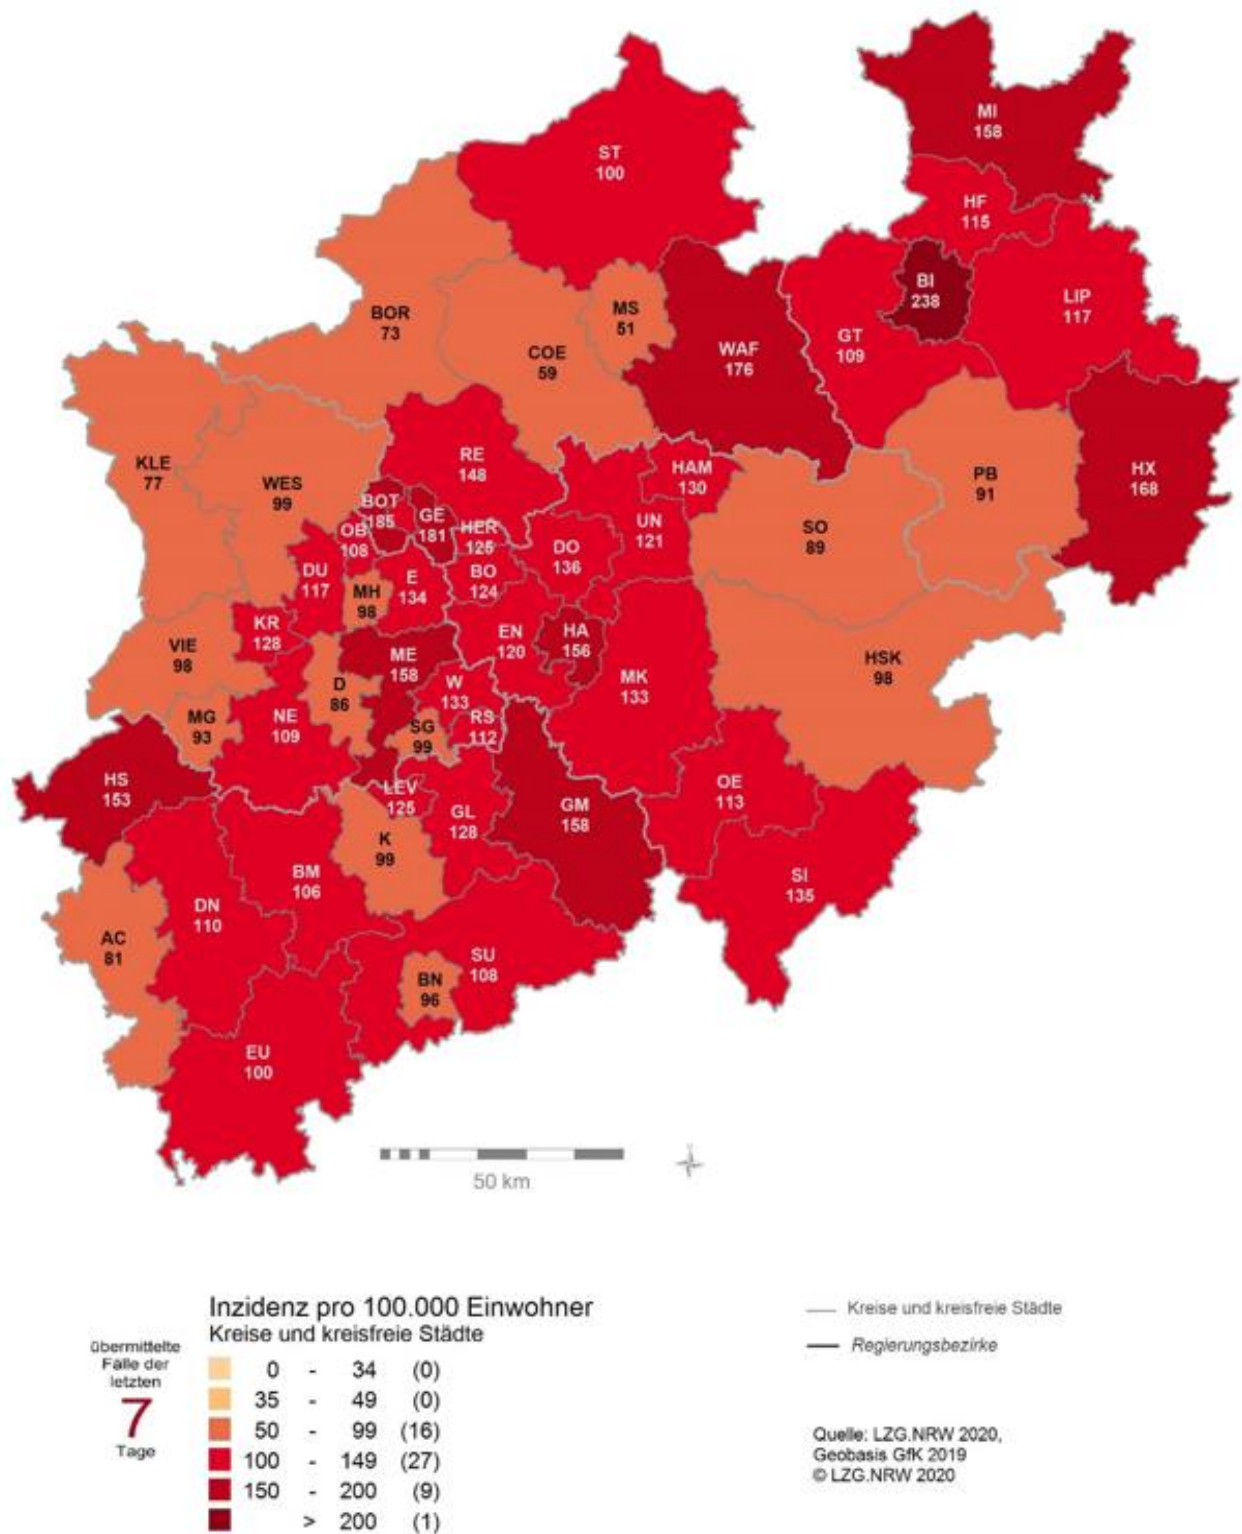 MI
158
ST
100
HF
115
BI
238
LIP
117
BOR
73
MS
51
GT
109
COE
59
WAF
176
KLE
77
WES
99
RE
148
HAM
130
PB
91
HX
168
BOT
185
GE
181
OB
108
HER
125
UN
121
SO
89
DO
136
DU
117
MH
98
E
134
BO
124
KR
128
EN
120
HA
156
VIE
98
ME
158
HSK
98
D
86
W
133
MK
133
MG
93
NE
109
SG
99
RS
112
HS
153
LEV
125
GL
128
GM
158
OE
113
K
99
BM
106
SI
135
DN
110
AC
81
SU
108
BN
96
EU
100
50 km
Inzidenz pro 100.000 Einwohner
Kreise und kreisfreie Städte
übermittelte
Fälle der
letzten
7
Tage
0 - 34 (0)
35 - 49 (0)
50 - 99 (16)
100 - 149 (27)
150 - 200 (9)
> 200 (1)
Kreise und kreisfreie Städte
Regierungsbezirke
Quelle: LZG.NRW 2020,
Geobasis GfK 2019
© LZG.NRW 2020